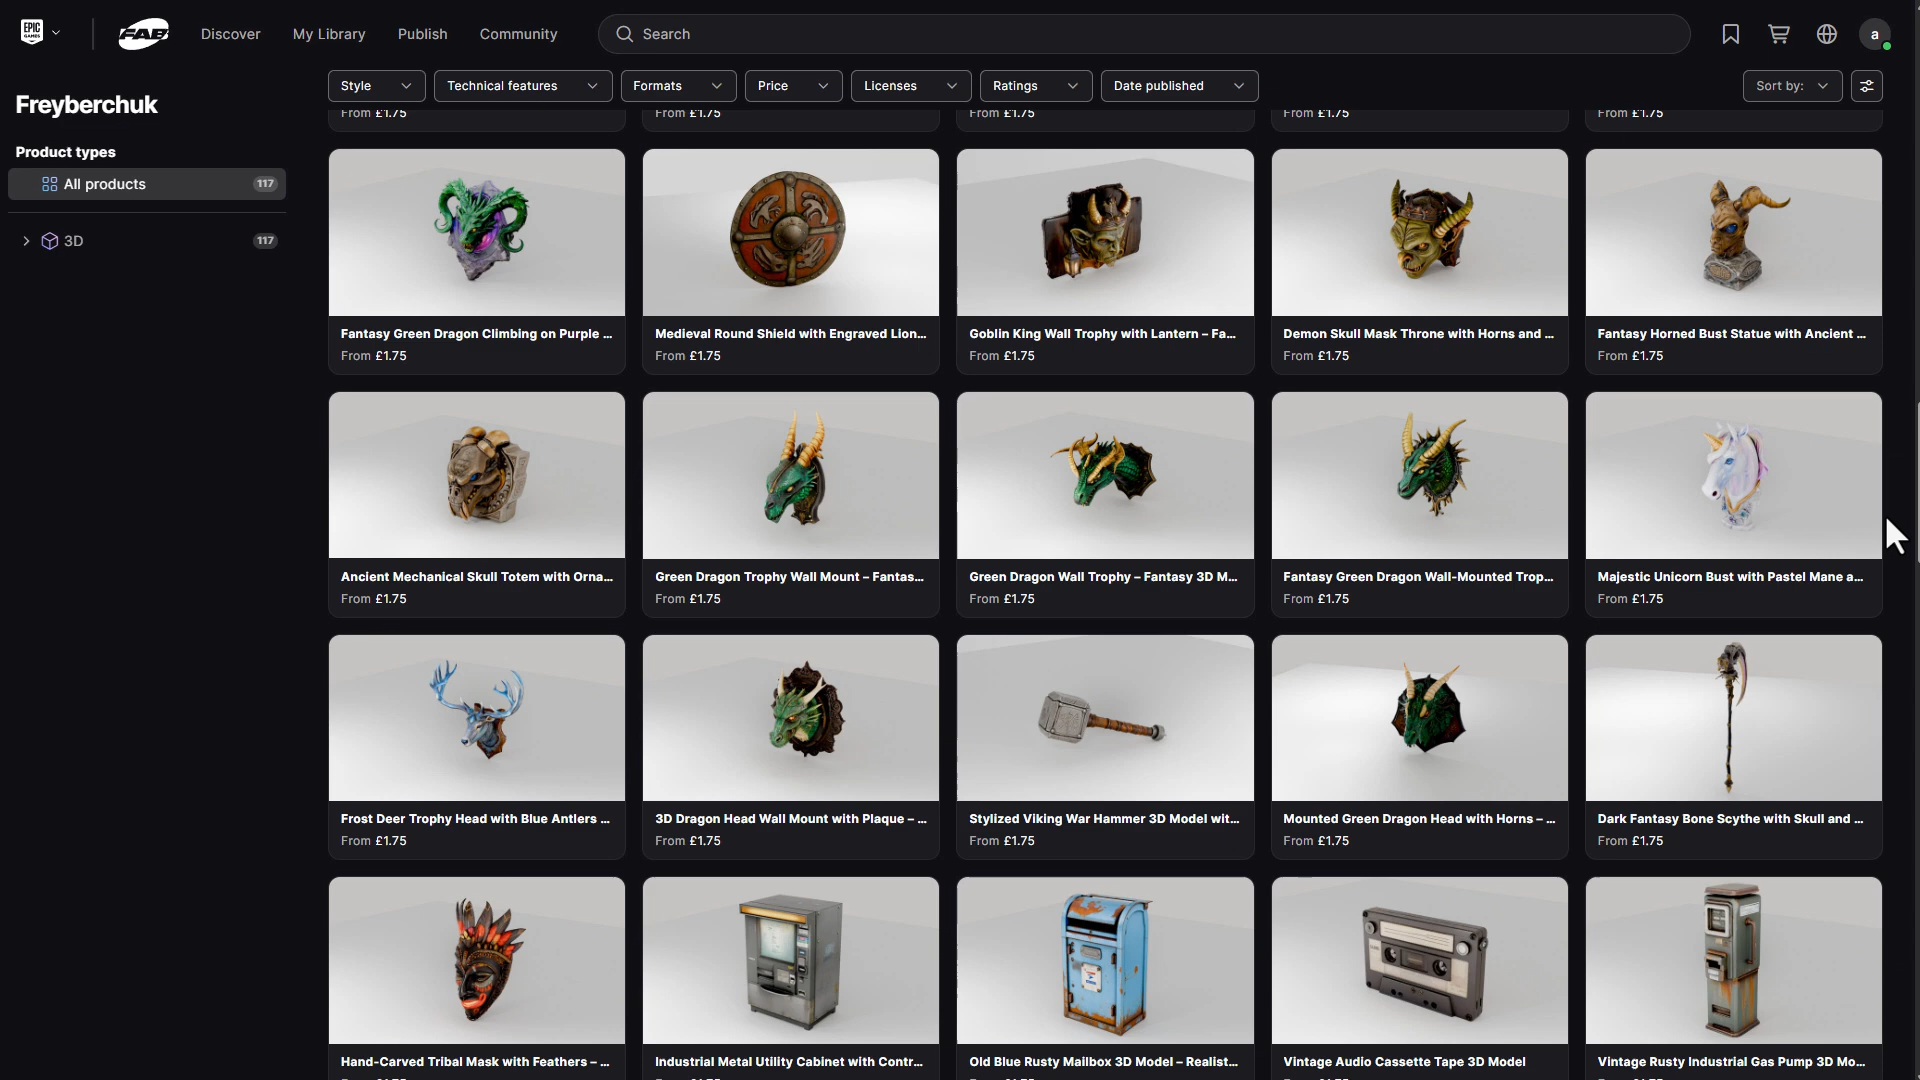 EPIC GAMES
FAB
Discover
My Library
Publish
Community
Search
a
Freyberchuk
Style
Technical features
Formats
Price
Licenses
Ratings
Date published
Sort by:
Product types
All products
117
3D
117
From £1.75
From £1.75
From £1.75
From £1.75
From £1.75
Fantasy Green Dragon Climbing on Purple ...
From £1.75
Medieval Round Shield with Engraved Lion...
From £1.75
Goblin King Wall Trophy with Lantern – Fa...
From £1.75
Demon Skull Mask Throne with Horns and ...
From £1.75
Fantasy Horned Bust Statue with Ancient ...
From £1.75
Ancient Mechanical Skull Totem with Orna...
From £1.75
Green Dragon Trophy Wall Mount – Fantas...
From £1.75
Green Dragon Wall Trophy – Fantasy 3D M...
From £1.75
Fantasy Green Dragon Wall-Mounted Trop...
From £1.75
Majestic Unicorn Bust with Pastel Mane a...
From £1.75
Frost Deer Trophy Head with Blue Antlers ...
From £1.75
3D Dragon Head Wall Mount with Plaque – ...
From £1.75
Stylized Viking War Hammer 3D Model wit...
From £1.75
Mounted Green Dragon Head with Horns – ...
From £1.75
Dark Fantasy Bone Scythe with Skull and ...
From £1.75
Hand-Carved Tribal Mask with Feathers – ...
Industrial Metal Utility Cabinet with Contr...
Old Blue Rusty Mailbox 3D Model – Realist...
Vintage Audio Cassette Tape 3D Model
Vintage Rusty Industrial Gas Pump 3D Mo...